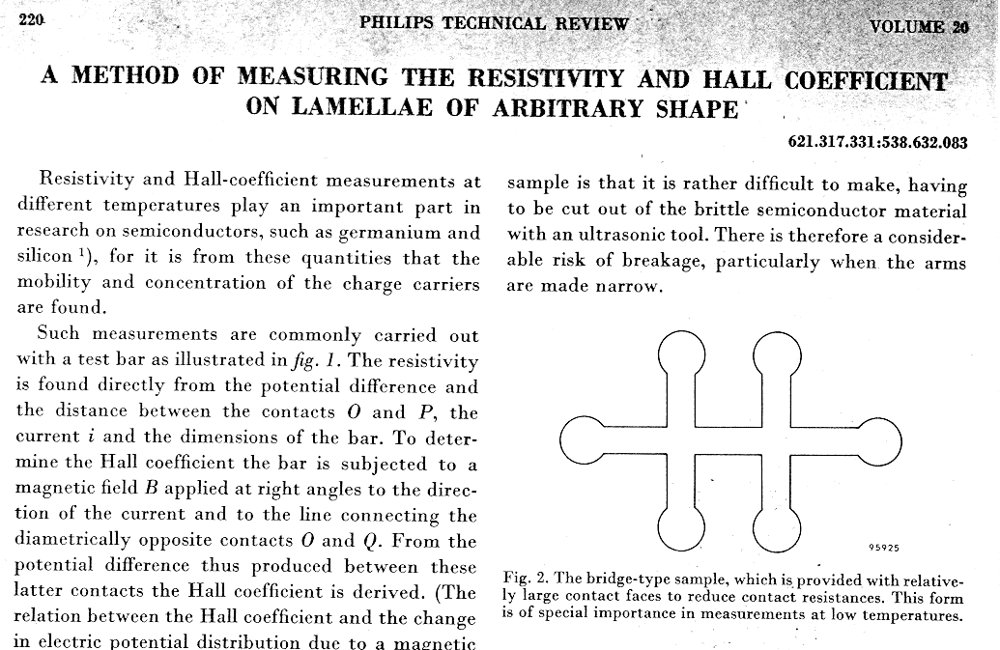 220
PHILIPS TECHNICAL REVIEW
VOLUME 20
A METHOD OF MEASURING THE RESISTIVITY AND HALL COEFFICIENT
ON LAMELLAE OF ARBITRARY SHAPE
621.317.331:538.632.083
Resistivity and Hall-coefficient measurements at
different temperatures play an important part in
research on semiconductors, such as germanium and
silicon ¹), for it is from these quantities that the
mobility and concentration of the charge carriers
are found.
Such measurements are commonly carried out
with a test bar as illustrated in fig. 1. The resistivity
is found directly from the potential difference and
the distance between the contacts O and P, the
current i and the dimensions of the bar. To deter-
mine the Hall coefficient the bar is subjected to a
magnetic field B applied at right angles to the direc-
tion of the current and to the line connecting the
diametrically opposite contacts O and Q. From the
potential difference thus produced between these
latter contacts the Hall coefficient is derived. (The
relation between the Hall coefficient and the change
in electric potential distribution due to a magnetic
sample is that it is rather difficult to make, having
to be cut out of the brittle semiconductor material
with an ultrasonic tool. There is therefore a consider-
able risk of breakage, particularly when the arms
are made narrow.
95925
Fig. 2. The bridge-type sample, which is provided with relative-
ly large contact faces to reduce contact resistances. This form
is of special importance in measurements at low temperatures.